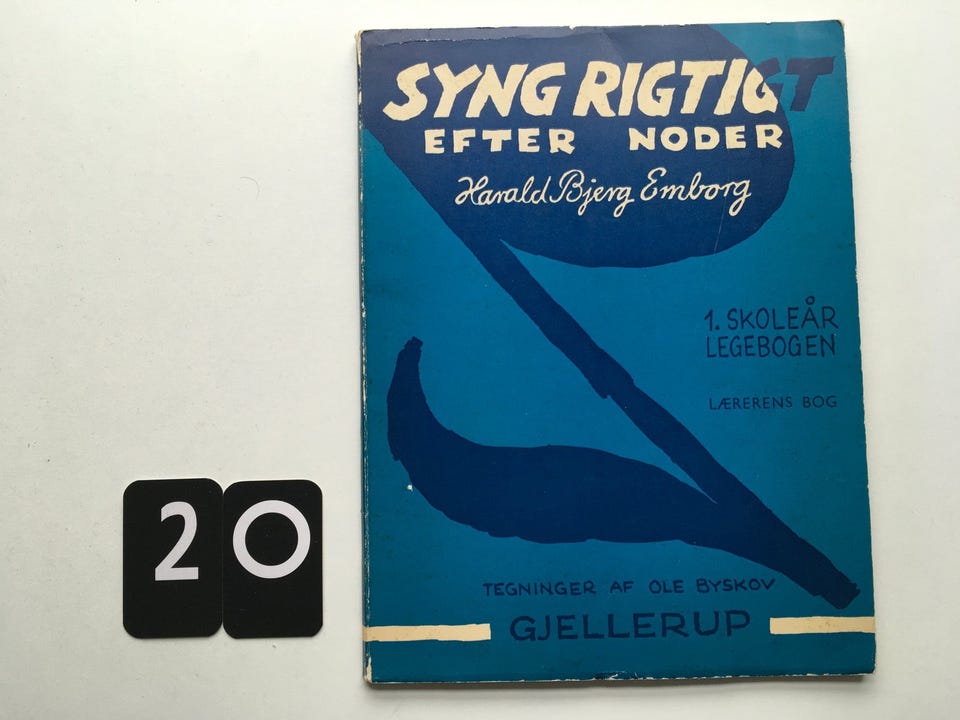 SYNG RIGTIGT
EFTER NODER
Harald Bjerg Emborg
1. SKOLEÅR
LEGEBOGEN
LÆRERENS BOG
20
TEGNINGER AF OLE BYSKOV
GJELLERUP